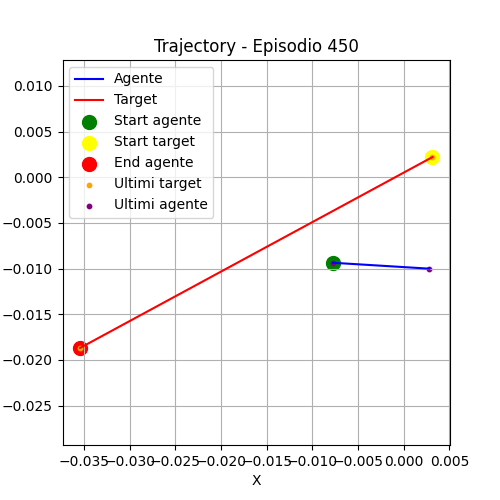 Trajectory - Episodio 450
Agente
Target
Start agente
Start target
End agente
Ultimi target
Ultimi agente
0.010
0.005
0.000
−0.005
−0.010
−0.015
−0.020
−0.025
−0.035 −0.030 −0.025 −0.020 −0.015 −0.010 −0.005 0.000 0.005
X